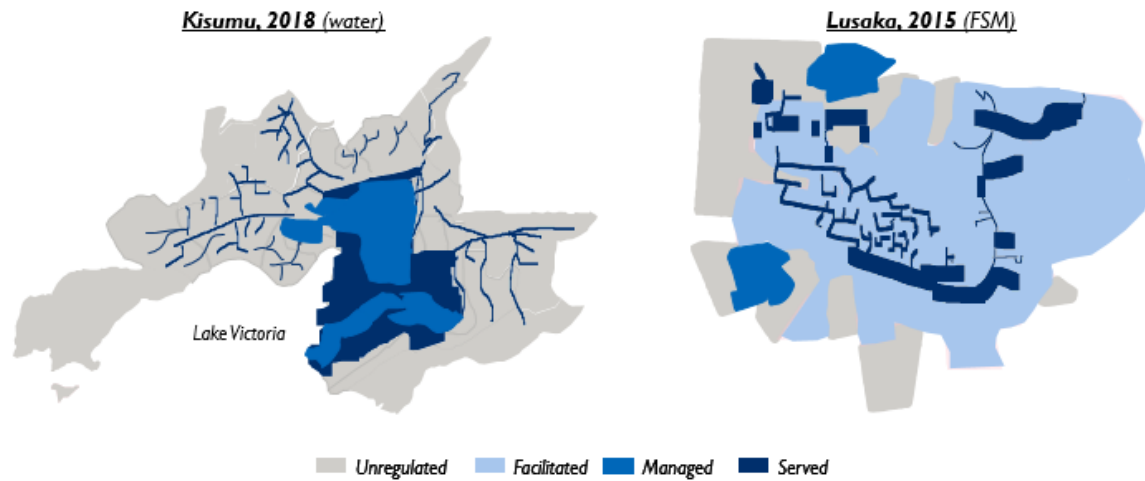 Kisumu, 2018 (water)
Lusaka, 2015 (FSM)
Lake Victoria
Unregulated Facilitated Managed Served